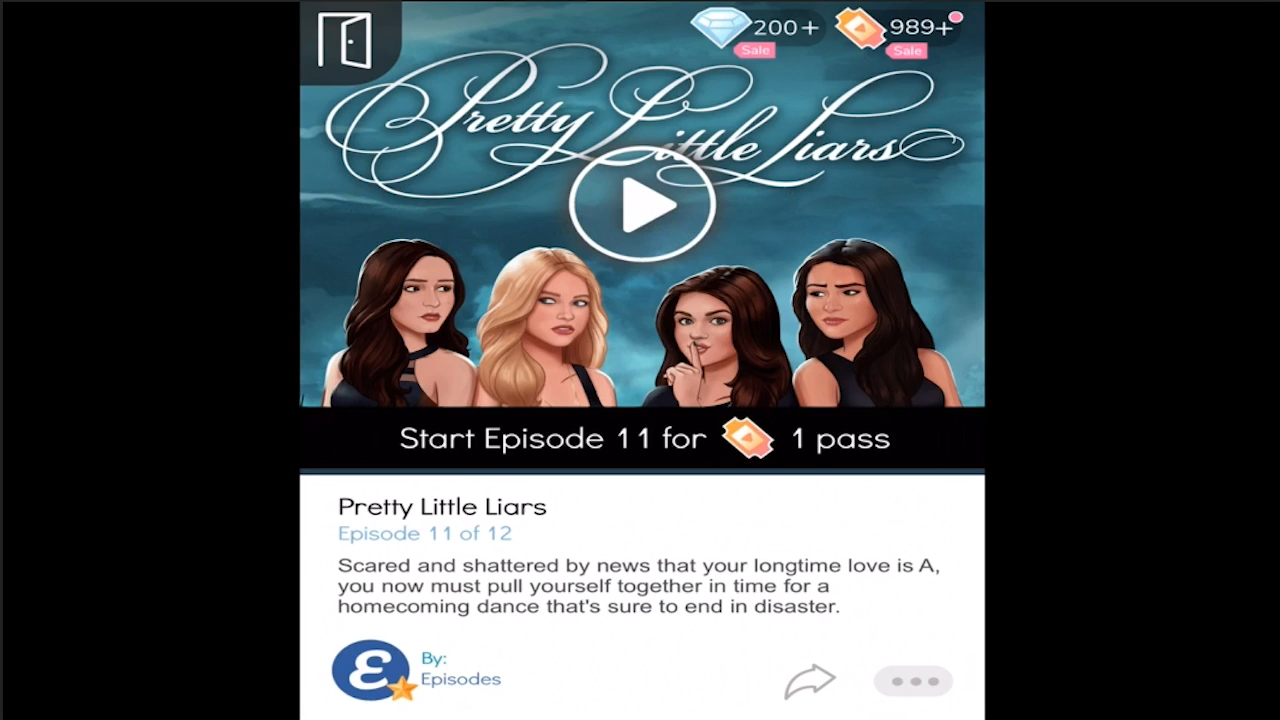 200+
989+
Sale
Sale
Pretty Little Liars
Start Episode 11 for 1 pass
Pretty Little Liars
Episode 11 of 12
Scared and shattered by news that your longtime love is A,
you now must pull yourself together in time for a
homecoming dance that's sure to end in disaster.
By:
Episodes